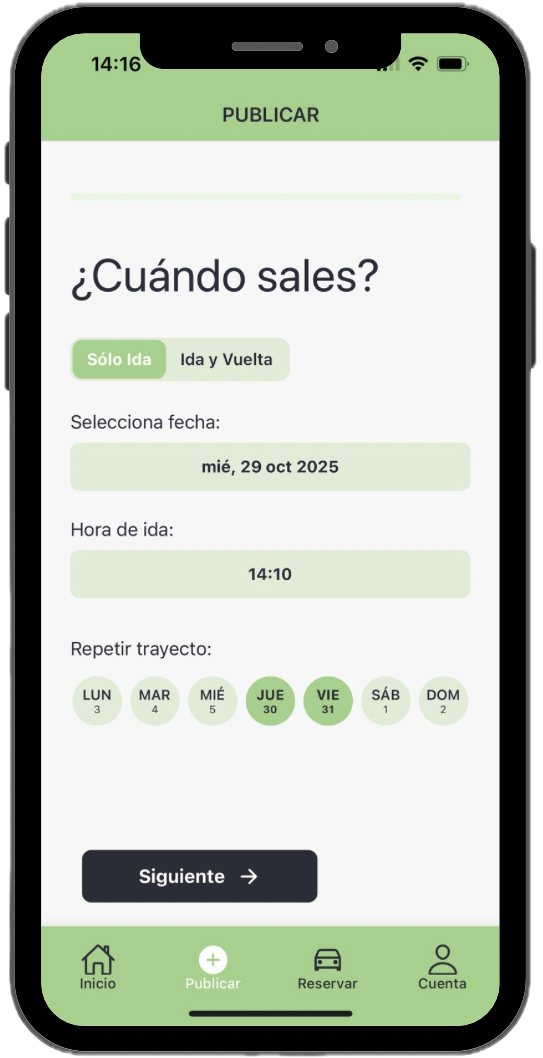 14:16
PUBLICAR
¿Cuándo sales?
Sólo Ida Ida y Vuelta
Selecciona fecha:
mié, 29 oct 2025
Hora de ida:
14:10
Repetir trayecto:
LUN MAR MIÉ JUE VIE SÁB DOM
3 4 5 30 31 1 2
Siguiente →
Inicio Publicar Reservar Cuenta